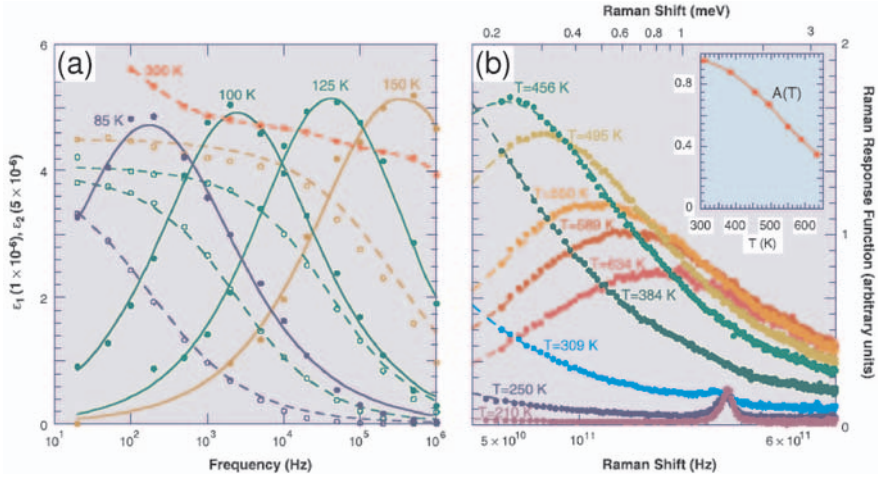 (a)
6
4
2
0
ε₁ (1 × 10⁻⁶), ε₂ (5 × 10⁻⁶)
300 K
85 K
100 K
125 K
150 K
10¹ 10² 10³ 10⁴ 10⁵ 10⁶
Frequency (Hz)
Raman Shift (meV)
0.2 0.4 0.6 0.8 1 3
(b)
T=456 K
T=495 K
T=550 K
T=589 K
T=634 K
T=384 K
T=309 K
T=250 K
T=210 K
0.8
0.4
0
A(T)
300 400 500 600
T (K)
2
1
0
Raman Response Function (arbitrary units)
5 × 10¹⁰ 10¹¹ 6 × 10¹¹
Raman Shift (Hz)